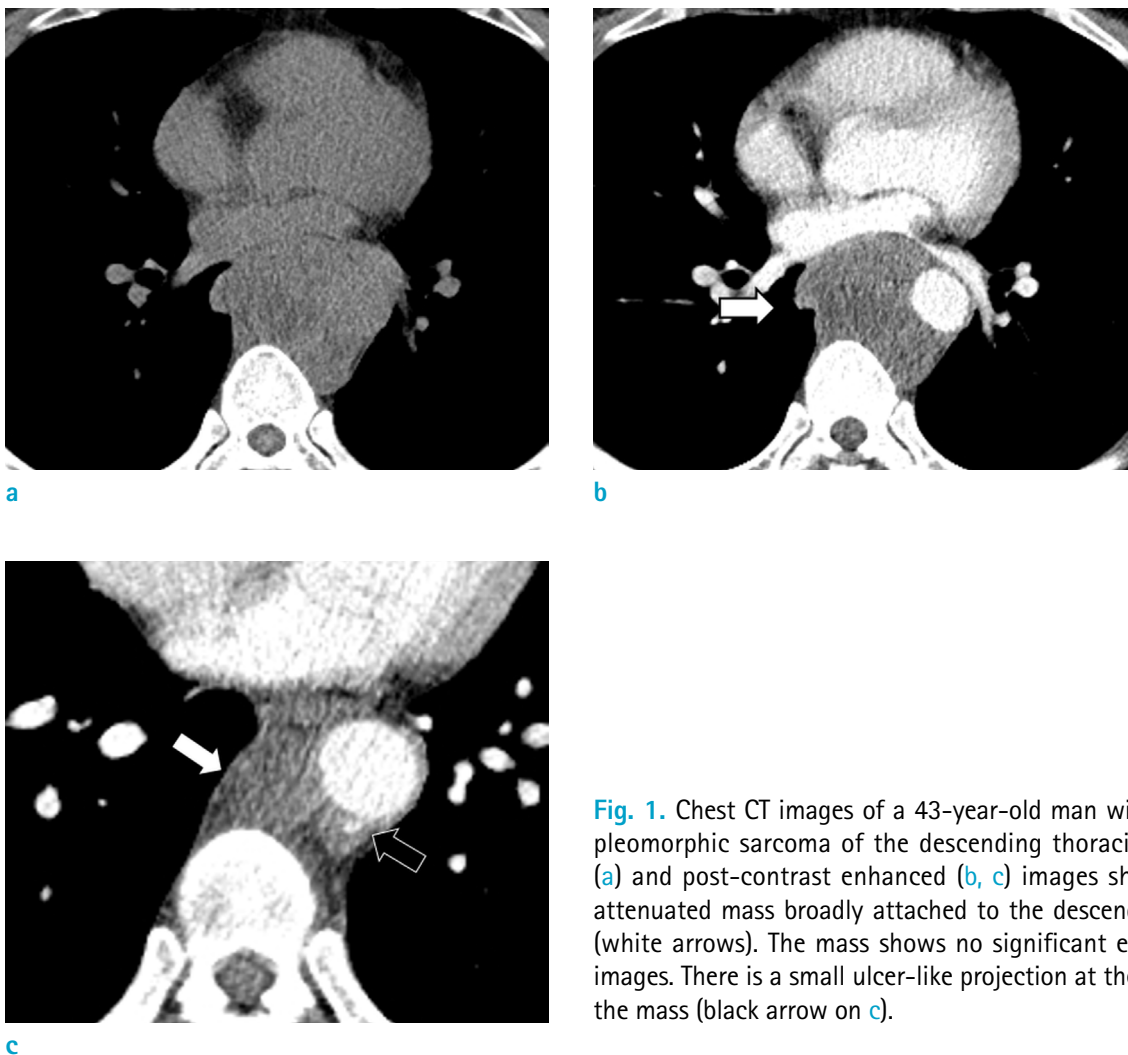 a
b
c
Fig. 1. Chest CT images of a 43-year-old man wi
pleomorphic sarcoma of the descending thoraci
(a) and post-contrast enhanced (b, c) images sh
attenuated mass broadly attached to the descend
(white arrows). The mass shows no significant e
images. There is a small ulcer-like projection at the
the mass (black arrow on c).